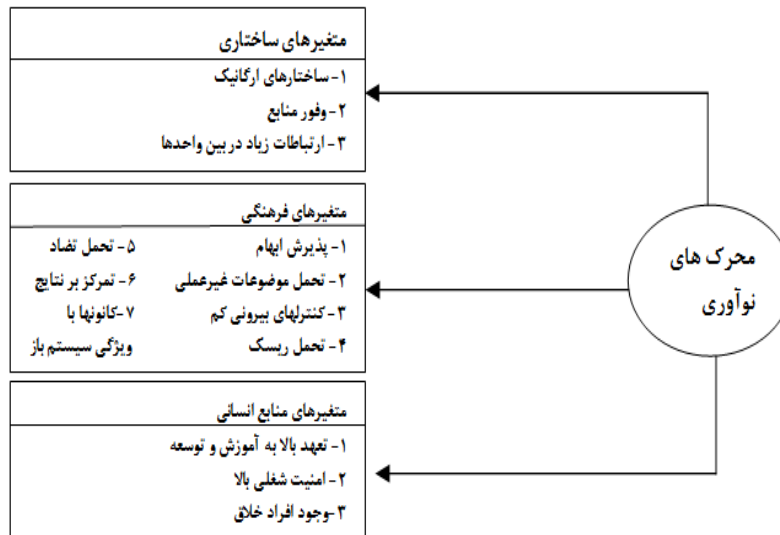 متغیرهای ساختاری
۱- ساختارهای ارگانیک
۲- وفور منابع
۳- ارتباطات زیاد در بین واحدها
متغیرهای فرهنگی
۱- پذیرش ابهام
۲- تحمل موضوعات غیرعملی
۳- کنترلهای بیرونی کم
۴- تحمل ریسک
۵- تحمل تضاد
۶- تمرکز بر نتایج
۷-کانونها با
ویژگی سیستم باز
متغیرهای منابع انسانی
۱- تعهد بالا به آموزش و توسعه
۲- امنیت شغلی بالا
۳-وجود افراد خلاق
محرک های
نوآوری